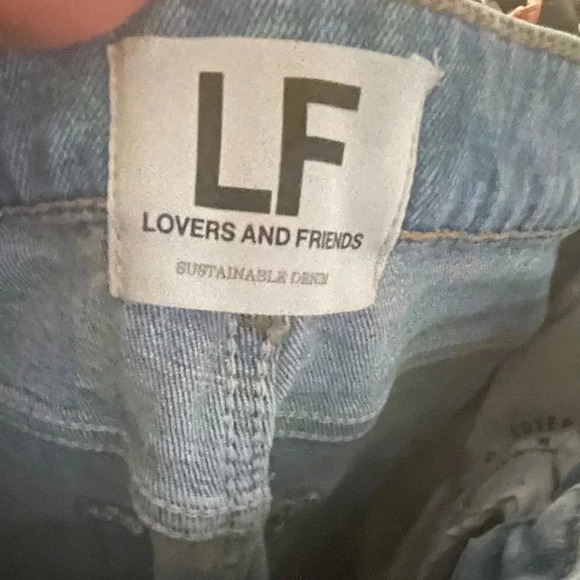 LF
LOVERS AND FRIENDS
SUSTAINABLE DENIM